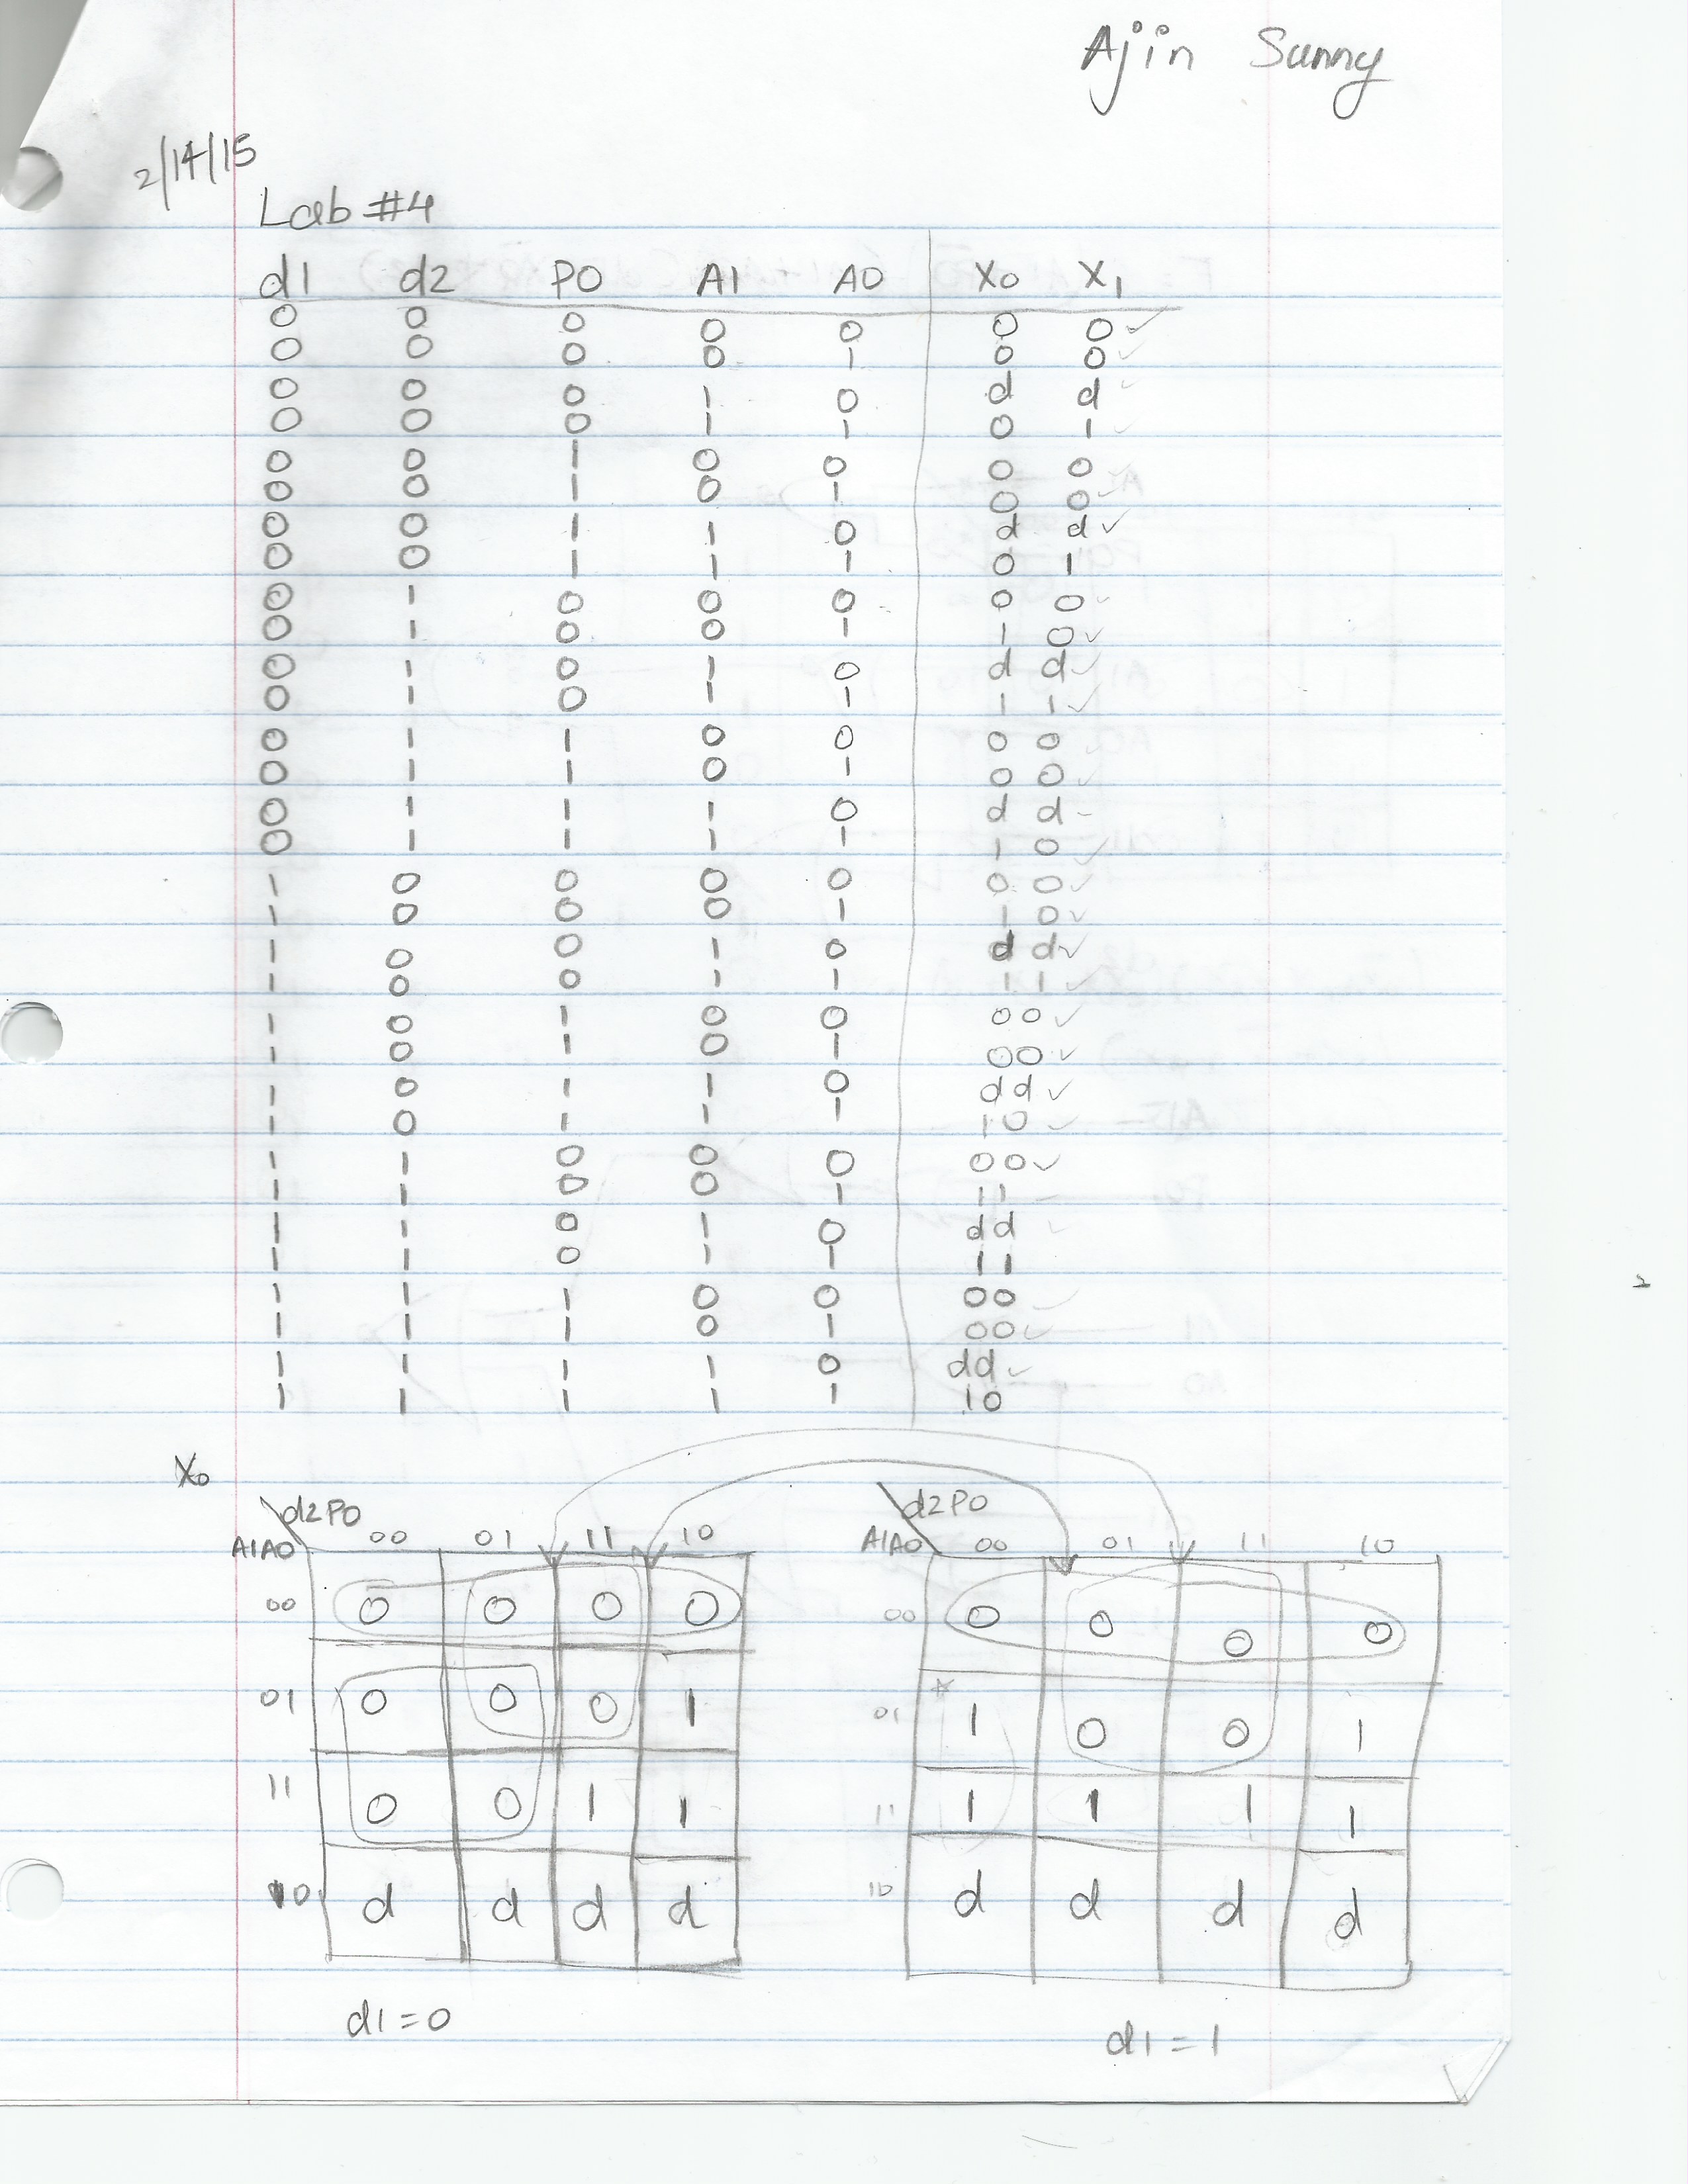 Ajin Sunny
2/14/15
Lab #4
d1 d2 P0 A1 A0 X0 X1
0 0 0 0 0 0 0 ✓
0 0 0 0 1 0 0 ✓
0 0 0 1 0 d d ✓
0 0 0 1 1 0 1 ✓
0 0 1 0 0 0 0 ✓
0 0 1 0 1 0 0 ✓
0 0 1 1 0 d d ✓
0 0 1 1 1 0 1
0 1 0 0 0 0 0 ✓
0 1 0 0 1 1 0 ✓
0 1 0 1 0 d d ✓
0 1 0 1 1 1 1 ✓
0 1 1 0 0 0 0
0 1 1 0 1 0 0 ✓
0 1 1 1 0 d d -
0 1 1 1 1 1 0 ✓
1 0 0 0 0 0 0 ✓
1 0 0 0 1 1 0 ✓
1 0 0 1 0 d d ✓
1 0 0 1 1 1 1 ✓
1 0 1 0 0 0 0 ✓
1 0 1 0 1 0 0 ✓
1 0 1 1 0 d d ✓
1 0 1 1 1 1 0 ✓
1 1 0 0 0 0 0 ✓
1 1 0 0 1 1 1 ✓
1 1 0 1 0 d d ✓
1 1 0 1 1 1 1
1 1 1 0 0 0 0 ✓
1 1 1 0 1 0 0 ✓
1 1 1 1 0 d d ✓
1 1 1 1 1 1 0
X0
d2P0 d2P0
A1A0 00 01 11 10 A1A0 00 01 11 10
00 0 0 0 0 00 0 0 0 0
01 0 0 0 1 01 1 0 0 1
11 0 0 1 1 11 1 1 1 1
10 d d d d 10 d d d d
d1=0 d1=1